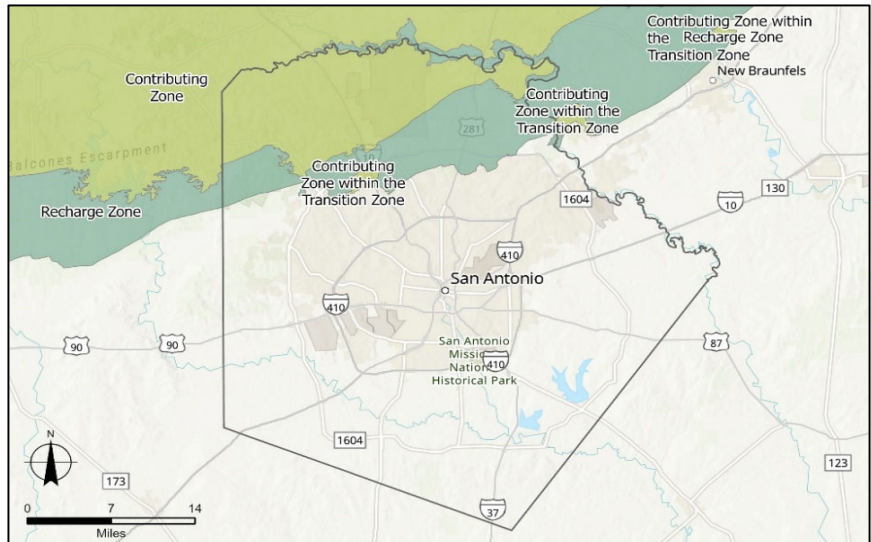 Contributing Zone within
the Recharge Zone
Transition Zone
New Braunfels
Contributing
Zone
Contributing
Zone within the
Transition Zone
281
Balcones Escarpment
Contributing
Zone within the
Transition Zone
Recharge Zone
1604
130
10
410
San Antonio
410
90
90
87
San Antonio
Missio
Nation
Historical Park
410
1604
123
173
37
N
0 7 14
Miles